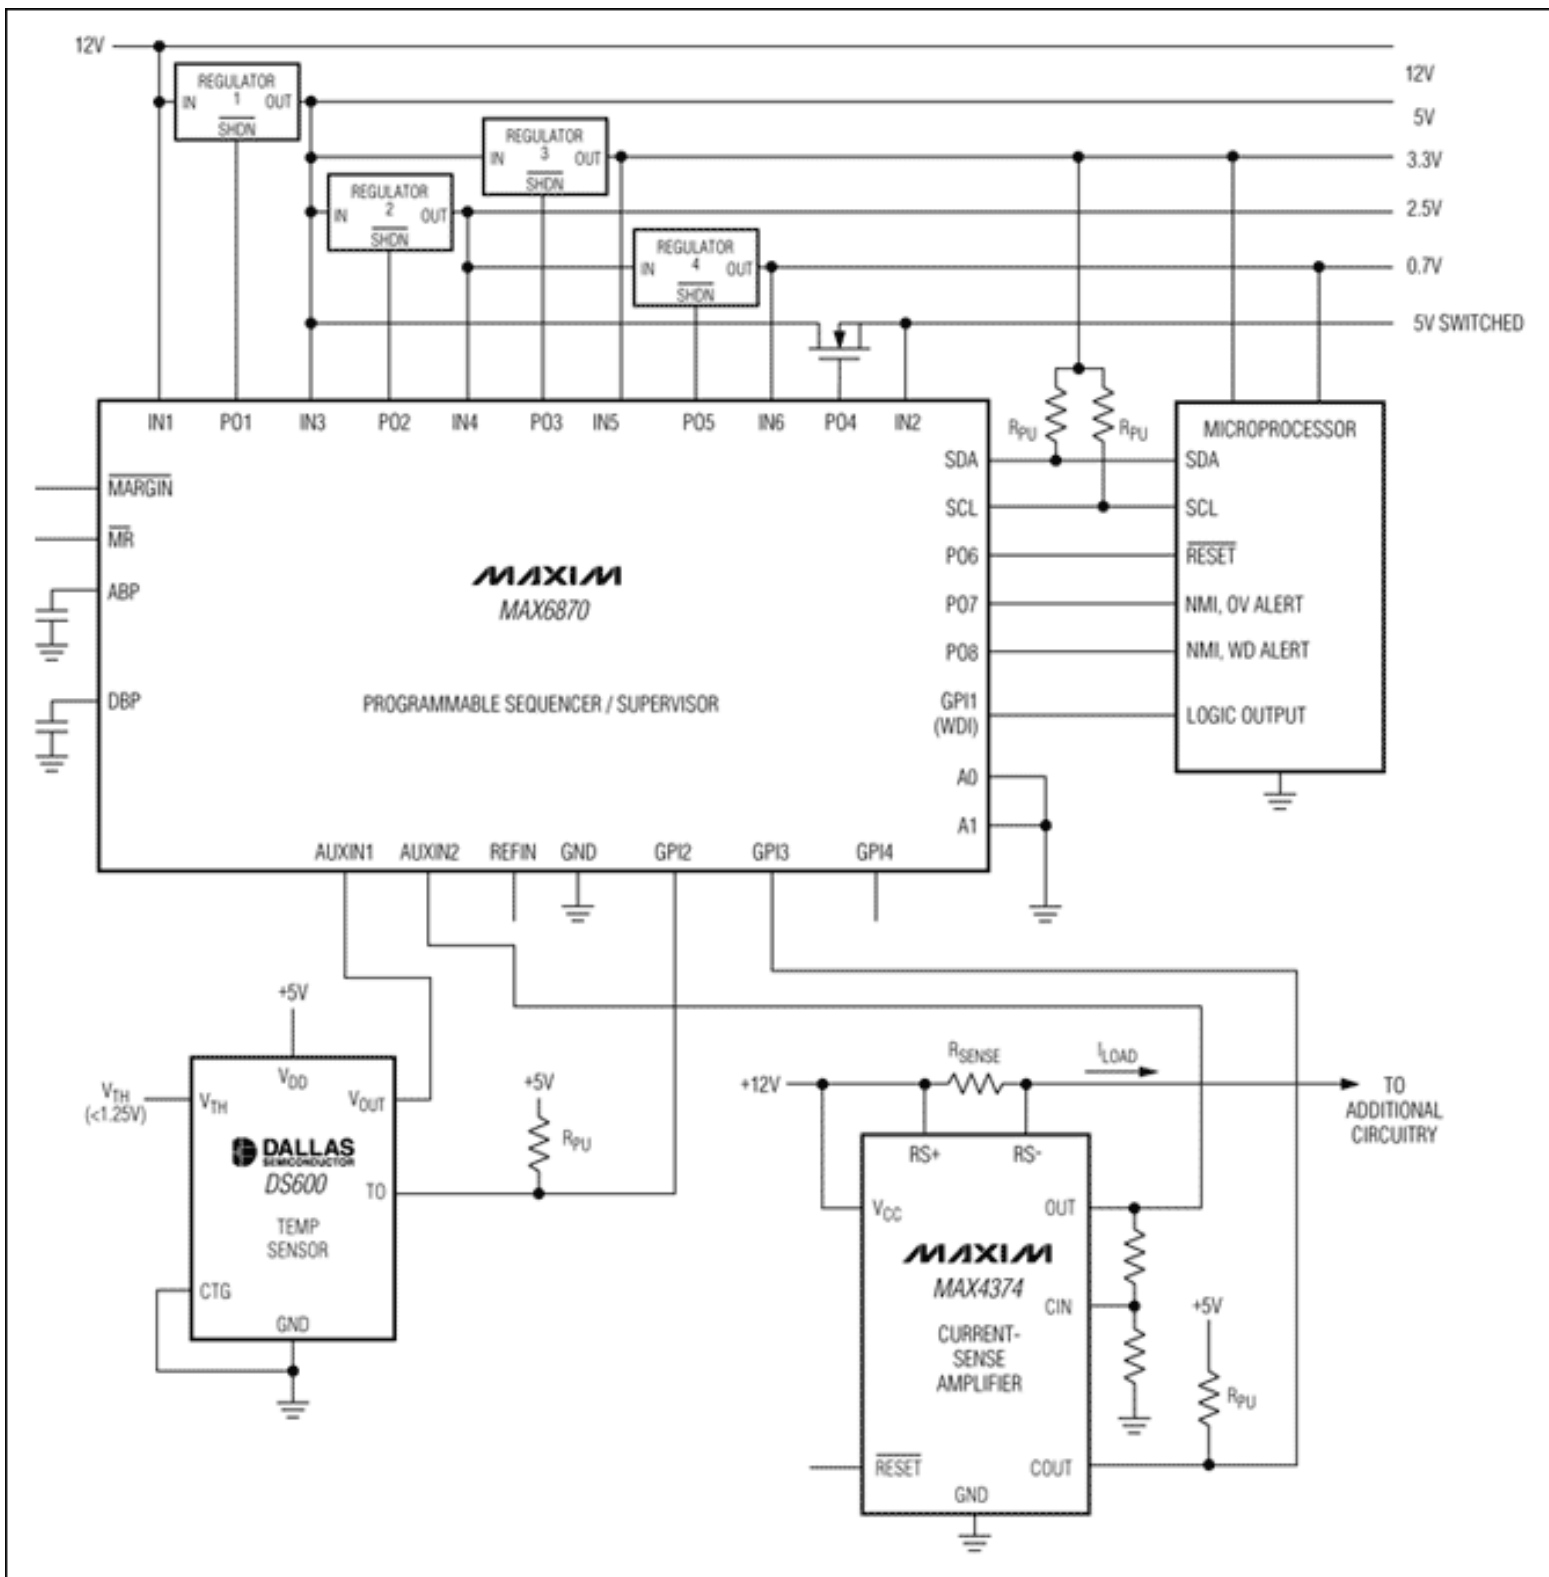 12V
12V
REGULATOR
1
IN
OUT
SHDN
5V
REGULATOR
3
IN
OUT
SHDN
3.3V
REGULATOR
2
IN
OUT
SHDN
2.5V
REGULATOR
4
IN
OUT
SHDN
0.7V
5V SWITCHED
IN1
PO1
IN3
PO2
IN4
PO3
IN5
PO5
IN6
PO4
IN2
RPU
RPU
MICROPROCESSOR
SDA
SDA
SCL
SCL
PO6
RESET
PO7
NMI, OV ALERT
PO8
NMI, WD ALERT
GPI1
(WDI)
LOGIC OUTPUT
A0
A1
MARGIN
MR
ABP
DBP
MAXIM
MAX6870
PROGRAMMABLE SEQUENCER / SUPERVISOR
AUXIN1
AUXIN2
REFIN
GND
GPI2
GPI3
GPI4
+5V
VDD
VTH
(<1.25V)
VTH
VOUT
DALLAS
SEMICONDUCTOR
DS600
TO
TEMP
SENSOR
CTG
GND
+5V
RPU
+12V
RSENSE
ILOAD
TO
ADDITIONAL
CIRCUITRY
RS+
RS-
VCC
OUT
MAXIM
MAX4374
CIN
CURRENT-
SENSE
AMPLIFIER
+5V
RPU
RESET
COUT
GND